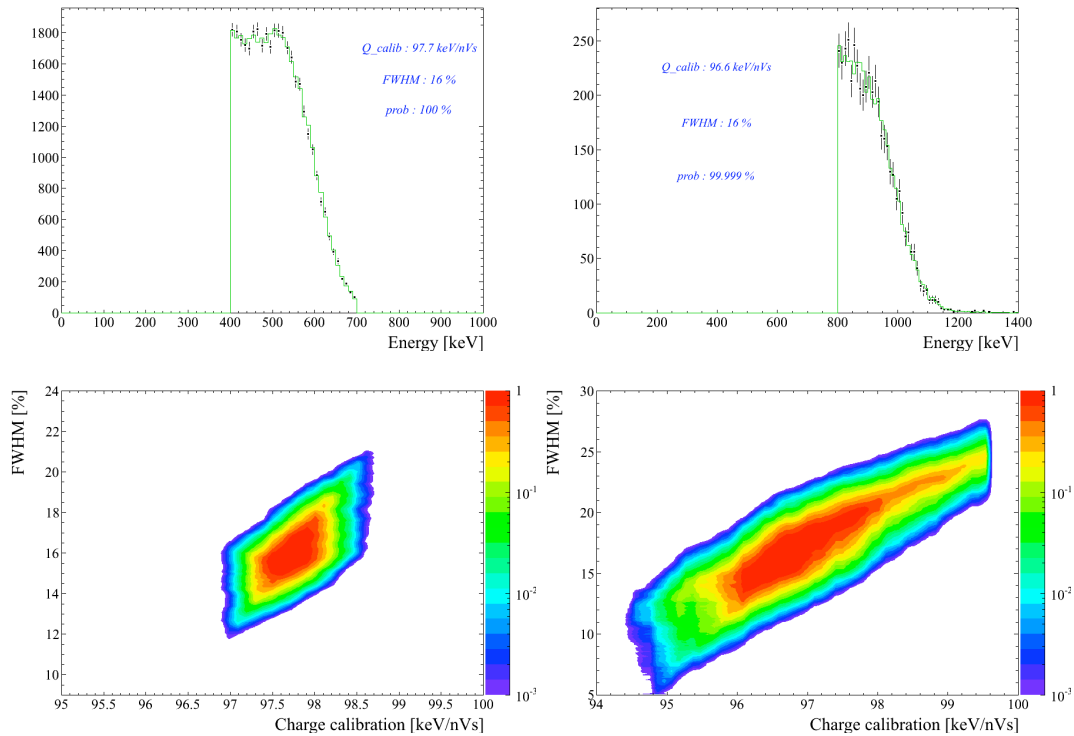 1800
1600
1400
1200
1000
800
600
400
200
0
Q_calib : 97.7 keV/nVs
FWHM : 16 %
prob : 100 %
0 100 200 300 400 500 600 700 800 900 1000
Energy [keV]
250
200
150
100
50
0
Q_calib : 96.6 keV/nVs
FWHM : 16 %
prob : 99.999 %
0 200 400 600 800 1000 1200 1400
Energy [keV]
FWHM [%]
24
22
20
18
16
14
12
10
95 95.5 96 96.5 97 97.5 98 98.5 99 99.5 100
Charge calibration [keV/nVs]
1
10-1
10-2
10-3
FWHM [%]
30
25
20
15
10
5
94 95 96 97 98 99 100
Charge calibration [keV/nVs]
1
10-1
10-2
10-3